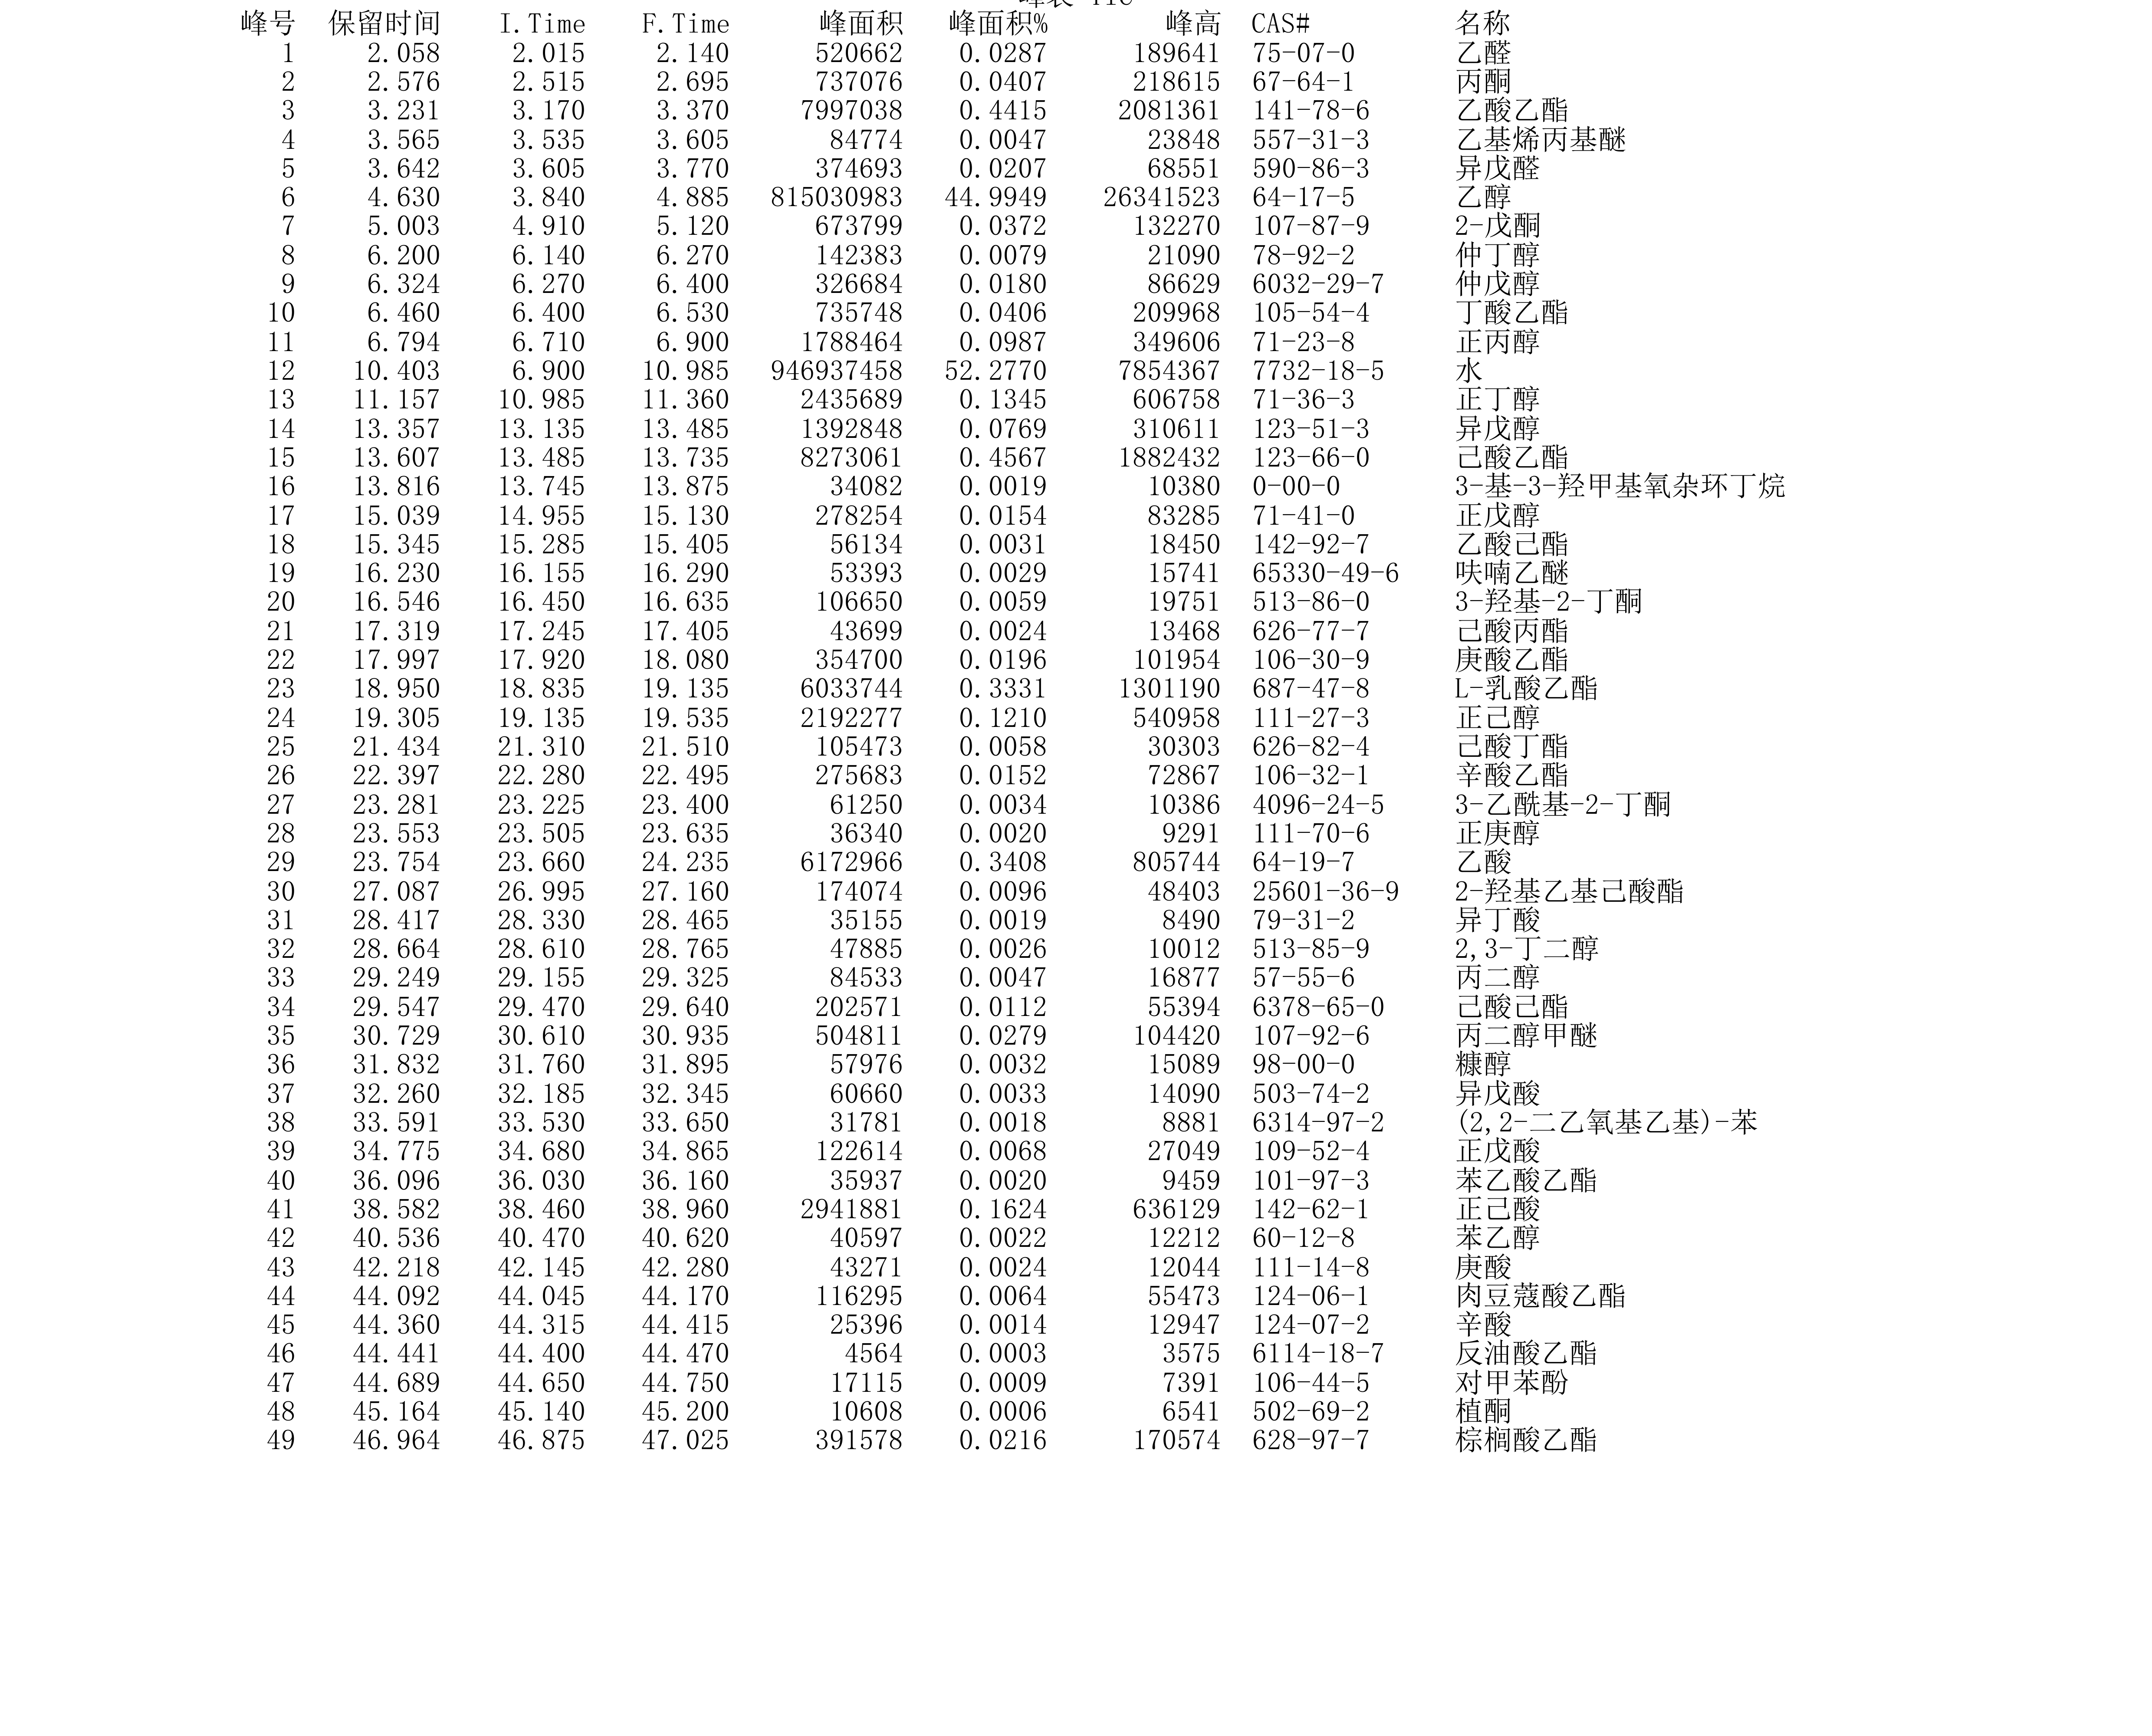 峰表 TIC
峰号 保留时间 I.Time F.Time 峰面积 峰面积% 峰高 CAS# 名称
1 2.058 2.015 2.140 520662 0.0287 189641 75-07-0 乙醛
2 2.576 2.515 2.695 737076 0.0407 218615 67-64-1 丙酮
3 3.231 3.170 3.370 7997038 0.4415 2081361 141-78-6 乙酸乙酯
4 3.565 3.535 3.605 84774 0.0047 23848 557-31-3 乙基烯丙基醚
5 3.642 3.605 3.770 374693 0.0207 68551 590-86-3 异戊醛
6 4.630 3.840 4.885 815030983 44.9949 26341523 64-17-5 乙醇
7 5.003 4.910 5.120 673799 0.0372 132270 107-87-9 2-戊酮
8 6.200 6.140 6.270 142383 0.0079 21090 78-92-2 仲丁醇
9 6.324 6.270 6.400 326684 0.0180 86629 6032-29-7 仲戊醇
10 6.460 6.400 6.530 735748 0.0406 209968 105-54-4 丁酸乙酯
11 6.794 6.710 6.900 1788464 0.0987 349606 71-23-8 正丙醇
12 10.403 6.900 10.985 946937458 52.2770 7854367 7732-18-5 水
13 11.157 10.985 11.360 2435689 0.1345 606758 71-36-3 正丁醇
14 13.357 13.135 13.485 1392848 0.0769 310611 123-51-3 异戊醇
15 13.607 13.485 13.735 8273061 0.4567 1882432 123-66-0 己酸乙酯
16 13.816 13.745 13.875 34082 0.0019 10380 0-00-0 3-基-3-羟甲基氧杂环丁烷
17 15.039 14.955 15.130 278254 0.0154 83285 71-41-0 正戊醇
18 15.345 15.285 15.405 56134 0.0031 18450 142-92-7 乙酸己酯
19 16.230 16.155 16.290 53393 0.0029 15741 65330-49-6 呋喃乙醚
20 16.546 16.450 16.635 106650 0.0059 19751 513-86-0 3-羟基-2-丁酮
21 17.319 17.245 17.405 43699 0.0024 13468 626-77-7 己酸丙酯
22 17.997 17.920 18.080 354700 0.0196 101954 106-30-9 庚酸乙酯
23 18.950 18.835 19.135 6033744 0.3331 1301190 687-47-8 L-乳酸乙酯
24 19.305 19.135 19.535 2192277 0.1210 540958 111-27-3 正己醇
25 21.434 21.310 21.510 105473 0.0058 30303 626-82-4 己酸丁酯
26 22.397 22.280 22.495 275683 0.0152 72867 106-32-1 辛酸乙酯
27 23.281 23.225 23.400 61250 0.0034 10386 4096-24-5 3-乙酰基-2-丁酮
28 23.553 23.505 23.635 36340 0.0020 9291 111-70-6 正庚醇
29 23.754 23.660 24.235 6172966 0.3408 805744 64-19-7 乙酸
30 27.087 26.995 27.160 174074 0.0096 48403 25601-36-9 2-羟基乙基己酸酯
31 28.417 28.330 28.465 35155 0.0019 8490 79-31-2 异丁酸
32 28.664 28.610 28.765 47885 0.0026 10012 513-85-9 2,3-丁二醇
33 29.249 29.155 29.325 84533 0.0047 16877 57-55-6 丙二醇
34 29.547 29.470 29.640 202571 0.0112 55394 6378-65-0 己酸己酯
35 30.729 30.610 30.935 504811 0.0279 104420 107-92-6 丙二醇甲醚
36 31.832 31.760 31.895 57976 0.0032 15089 98-00-0 糠醇
37 32.260 32.185 32.345 60660 0.0033 14090 503-74-2 异戊酸
38 33.591 33.530 33.650 31781 0.0018 8881 6314-97-2 (2,2-二乙氧基乙基)-苯
39 34.775 34.680 34.865 122614 0.0068 27049 109-52-4 正戊酸
40 36.096 36.030 36.160 35937 0.0020 9459 101-97-3 苯乙酸乙酯
41 38.582 38.460 38.960 2941881 0.1624 636129 142-62-1 正己酸
42 40.536 40.470 40.620 40597 0.0022 12212 60-12-8 苯乙醇
43 42.218 42.145 42.280 43271 0.0024 12044 111-14-8 庚酸
44 44.092 44.045 44.170 116295 0.0064 55473 124-06-1 肉豆蔻酸乙酯
45 44.360 44.315 44.415 25396 0.0014 12947 124-07-2 辛酸
46 44.441 44.400 44.470 4564 0.0003 3575 6114-18-7 反油酸乙酯
47 44.689 44.650 44.750 17115 0.0009 7391 106-44-5 对甲苯酚
48 45.164 45.140 45.200 10608 0.0006 6541 502-69-2 植酮
49 46.964 46.875 47.025 391578 0.0216 170574 628-97-7 棕榈酸乙酯